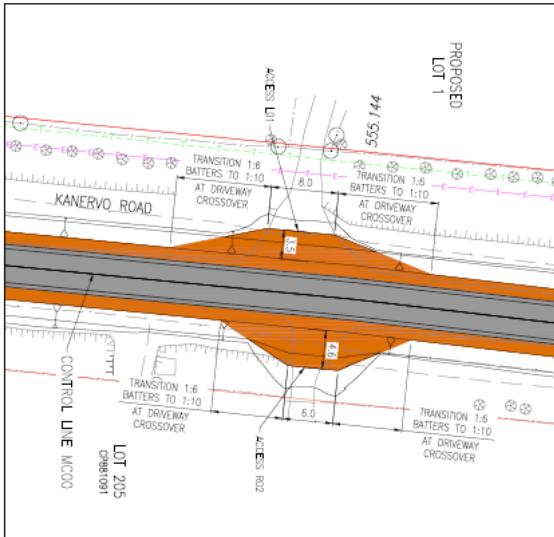 PROPOSED
LOT 1
ACCESS L01
555.144
TRANSITION 1:6
BATTERS TO 1:10
AT DRIVEWAY
CROSSOVER
8.0
TRANSITION 1:6
BATTERS TO 1:10
AT DRIVEWAY
CROSSOVER
KANERVO ROAD
3.5
4.6
CONTROL LINE MC00
TRANSITION 1:6
BATTERS TO 1:10
AT DRIVEWAY
CROSSOVER
6.0
TRANSITION 1:6
BATTERS TO 1:10
AT DRIVEWAY
CROSSOVER
ACCESS R02
LOT 205
CP881091